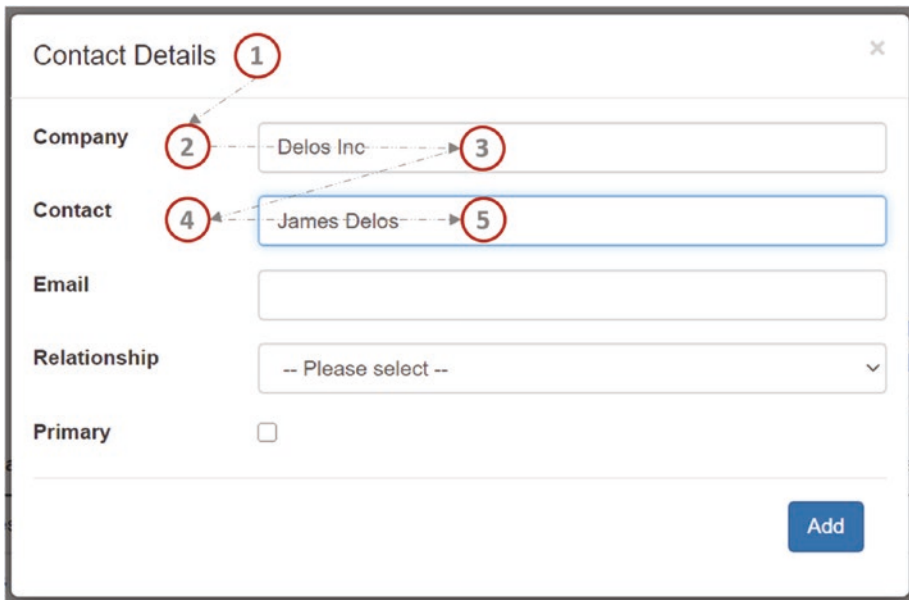 Contact Details 1 ×
Company 2 Delos Inc 3
Contact 4 James Delos 5
Email
Relationship -- Please select --
Primary
Add